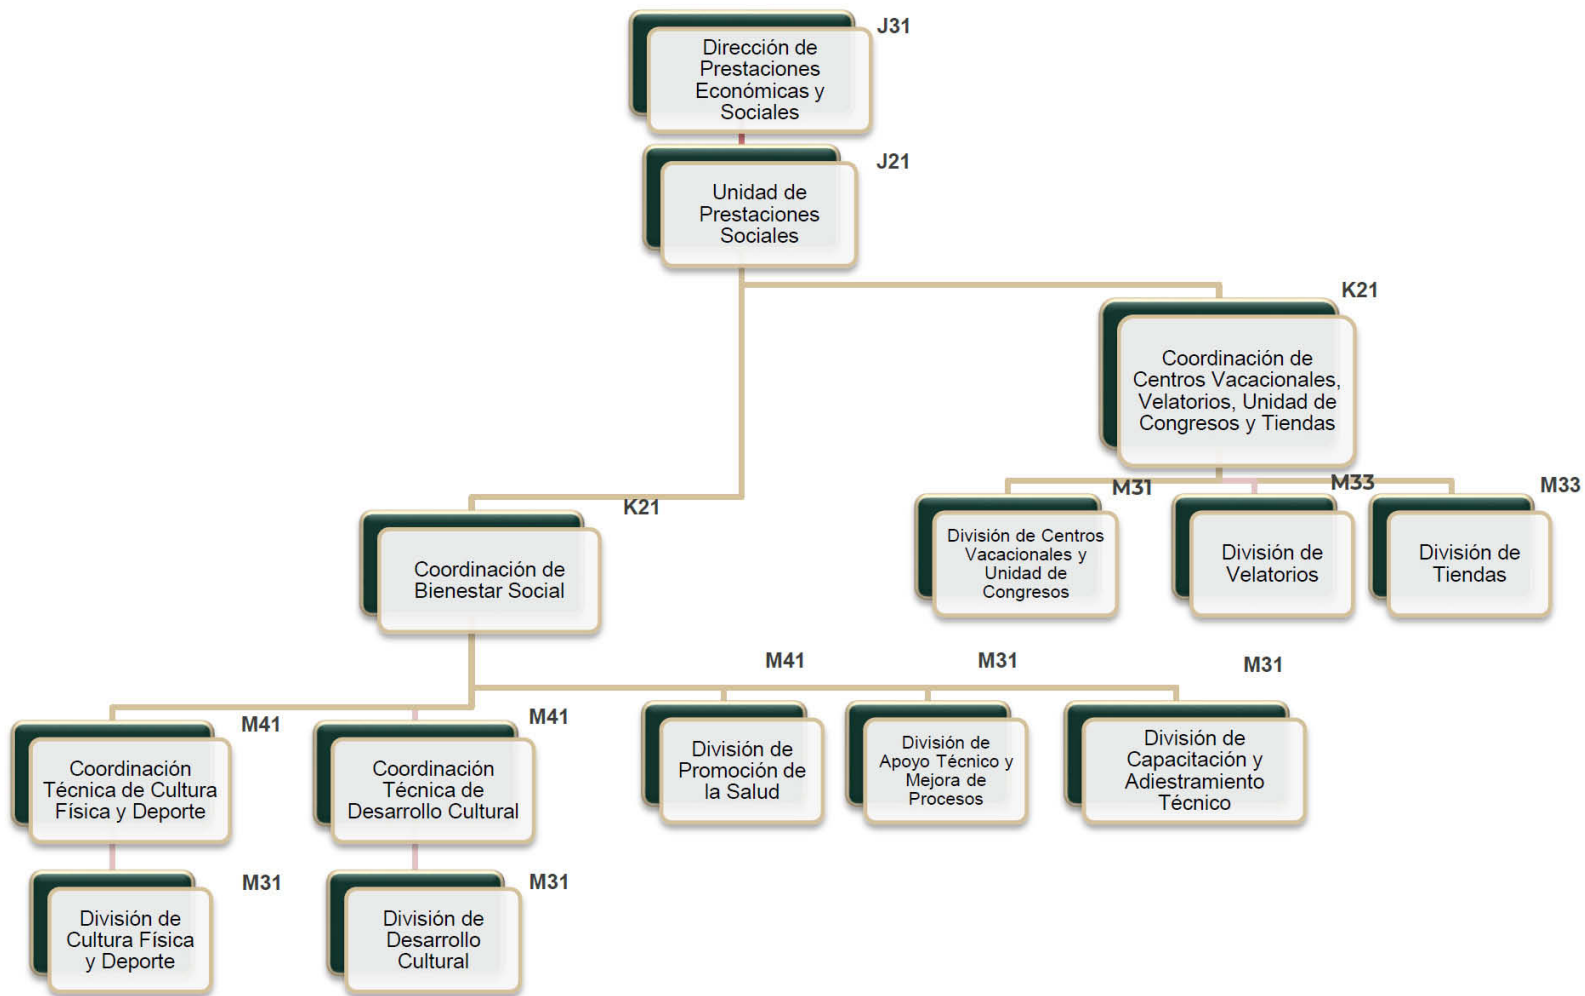 J31
Dirección de
Prestaciones
Económicas y
Sociales
J21
Unidad de
Prestaciones
Sociales
K21
Coordinación de
Centros Vacacionales,
Velatorios, Unidad de
Congresos y Tiendas
M31
División de Centros
Vacacionales y
Unidad de
Congresos
M33
División de
Velatorios
M33
División de
Tiendas
K21
Coordinación de
Bienestar Social
M41
Coordinación
Técnica de Cultura
Física y Deporte
M41
Coordinación
Técnica de
Desarrollo Cultural
M41
División de
Promoción de
la Salud
M31
División de
Apoyo Técnico y
Mejora de
Procesos
M31
División de
Capacitación y
Adiestramiento
Técnico
M31
División de
Cultura Física
y Deporte
M31
División de
Desarrollo
Cultural